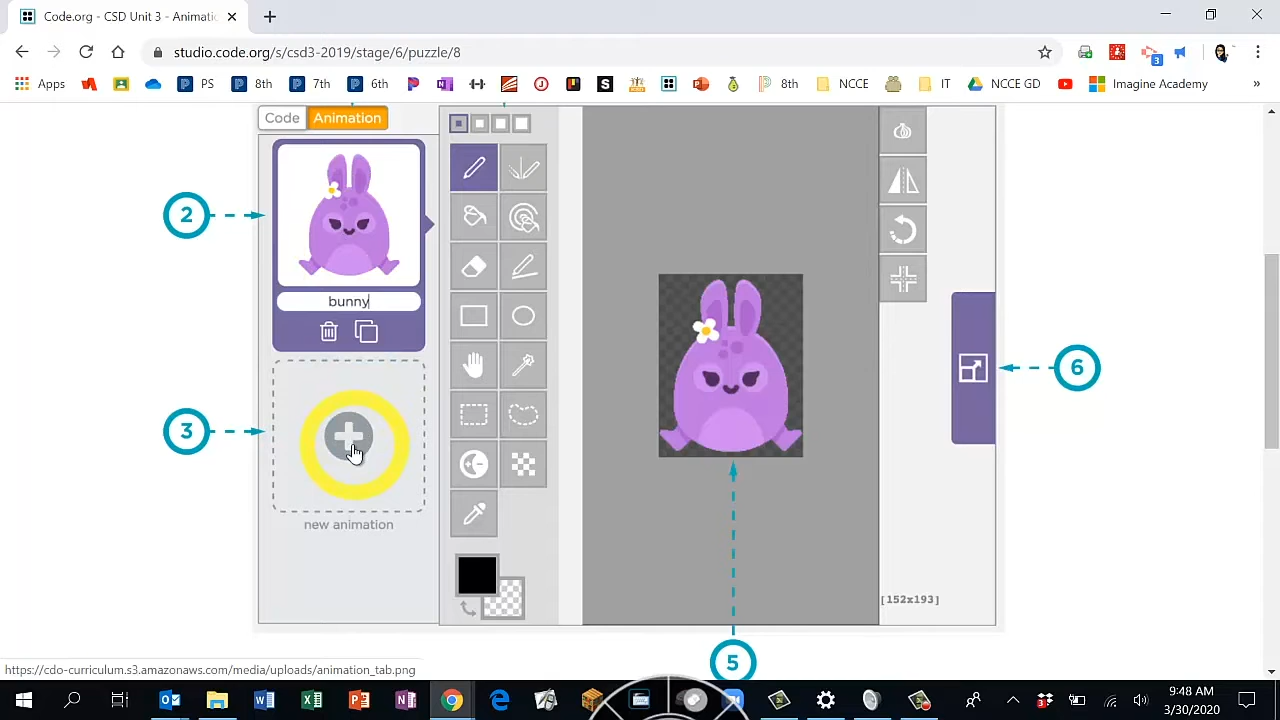 Code.org - CSD Unit 3 - Animatic
studio.code.org/s/csd3-2019/stage/6/puzzle/8
Apps PS 8th 7th 6th 8th NCCE IT NCCE GD Imagine Academy »
Code Animation
2
bunny
3
new animation
6
[152x193]
5
https://cdo-curriculum.s3.amazonaws.com/media/uploads/animation_tab.png
9:48 AM
3/30/2020